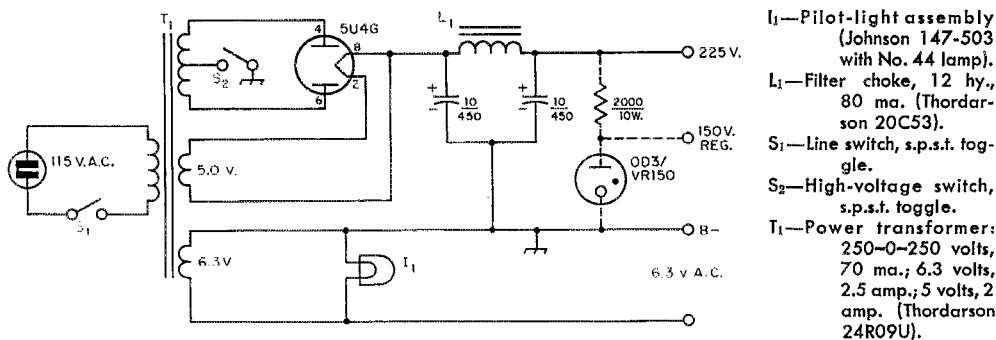 T₁
4
5U4G
8
2
6
S₂
L₁
225 V.
10
450
10
450
2000
10W.
150 V.
REG.
OD3/
VR150
115 V.A.C.
S₁
5.0 V.
6.3V
I₁
B–
6.3 v A.C.
I₁—Pilot-light assembly
(Johnson 147-503
with No. 44 lamp).
L₁—Filter choke, 12 hy.,
80 ma. (Thordar-
son 20C53).
S₁—Line switch, s.p.s.t. tog-
gle.
S₂—High-voltage switch,
s.p.s.t. toggle.
T₁—Power transformer:
250–0–250 volts,
70 ma.; 6.3 volts,
2.5 amp.; 5 volts, 2
amp. (Thordarson
24R09U).